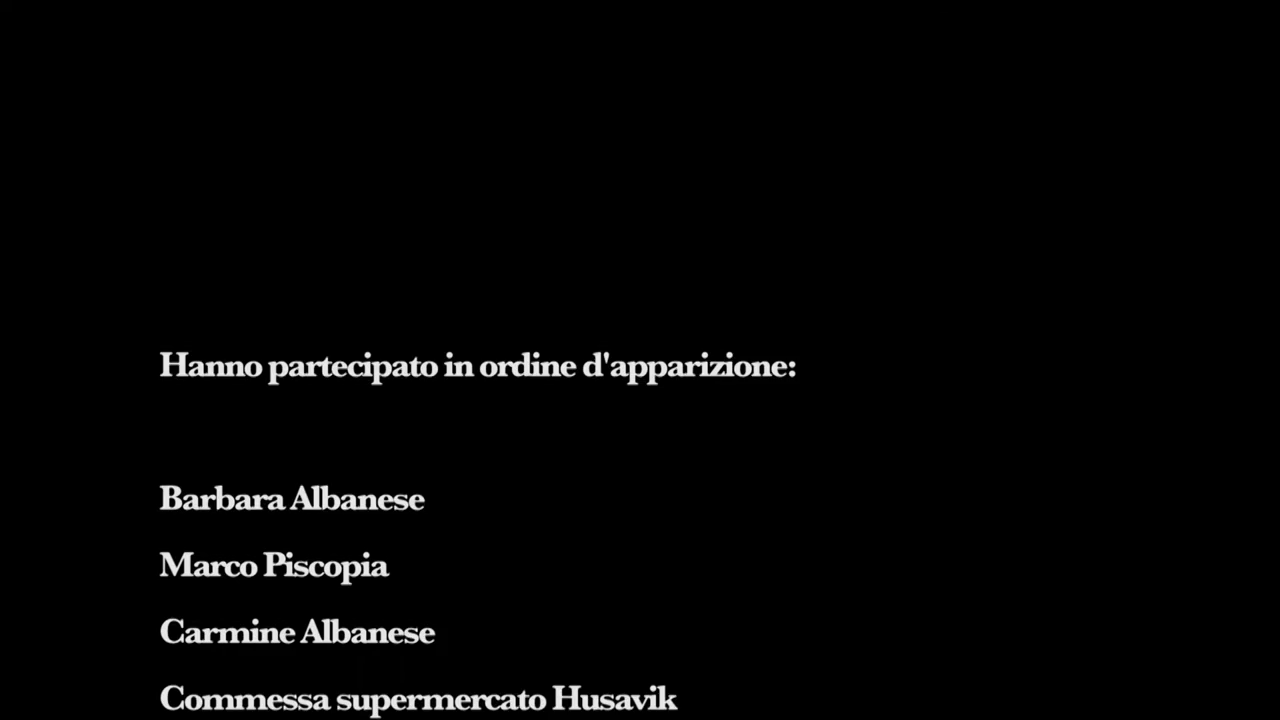 Hanno partecipato in ordine d'apparizione:
Barbara Albanese
Marco Piscopia
Carmine Albanese
Commessa supermercato Husavik